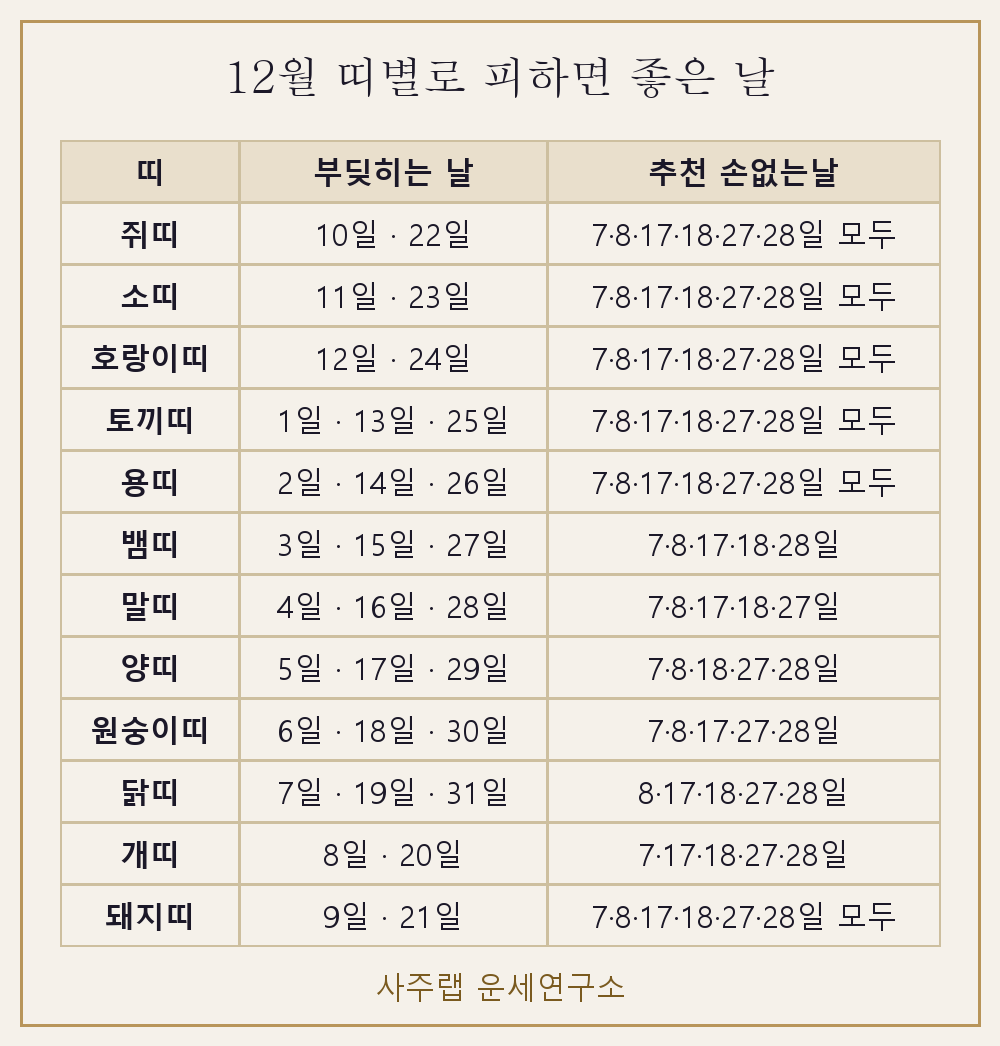 12월 띠별로 피하면 좋은 날
띠 부딪히는 날 추천 손없는날
쥐띠 10일 · 22일 7·8·17·18·27·28일 모두
소띠 11일 · 23일 7·8·17·18·27·28일 모두
호랑이띠 12일 · 24일 7·8·17·18·27·28일 모두
토끼띠 1일 · 13일 · 25일 7·8·17·18·27·28일 모두
용띠 2일 · 14일 · 26일 7·8·17·18·27·28일 모두
뱀띠 3일 · 15일 · 27일 7·8·17·18·28일
말띠 4일 · 16일 · 28일 7·8·17·18·27일
양띠 5일 · 17일 · 29일 7·8·18·27·28일
원숭이띠 6일 · 18일 · 30일 7·8·17·27·28일
닭띠 7일 · 19일 · 31일 8·17·18·27·28일
개띠 8일 · 20일 7·17·18·27·28일
돼지띠 9일 · 21일 7·8·17·18·27·28일 모두
사주랩 운세연구소